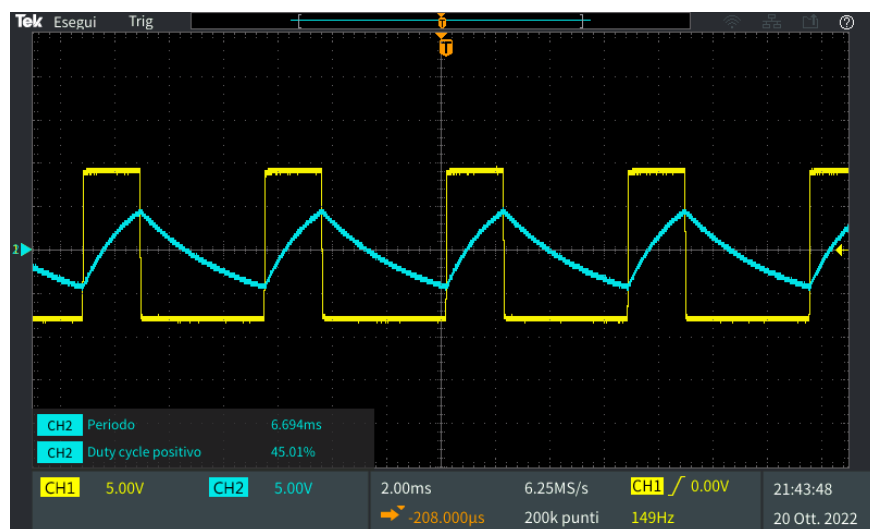 Tek Esegui Trig
T
T
CH2 Periodo 6.694ms
CH2 Duty cycle positivo 45.01%
CH1 5.00V CH2 5.00V 2.00ms 6.25MS/s CH1 0.00V 21:43:48
-208.000µs 200k punti 149Hz 20 Ott. 2022